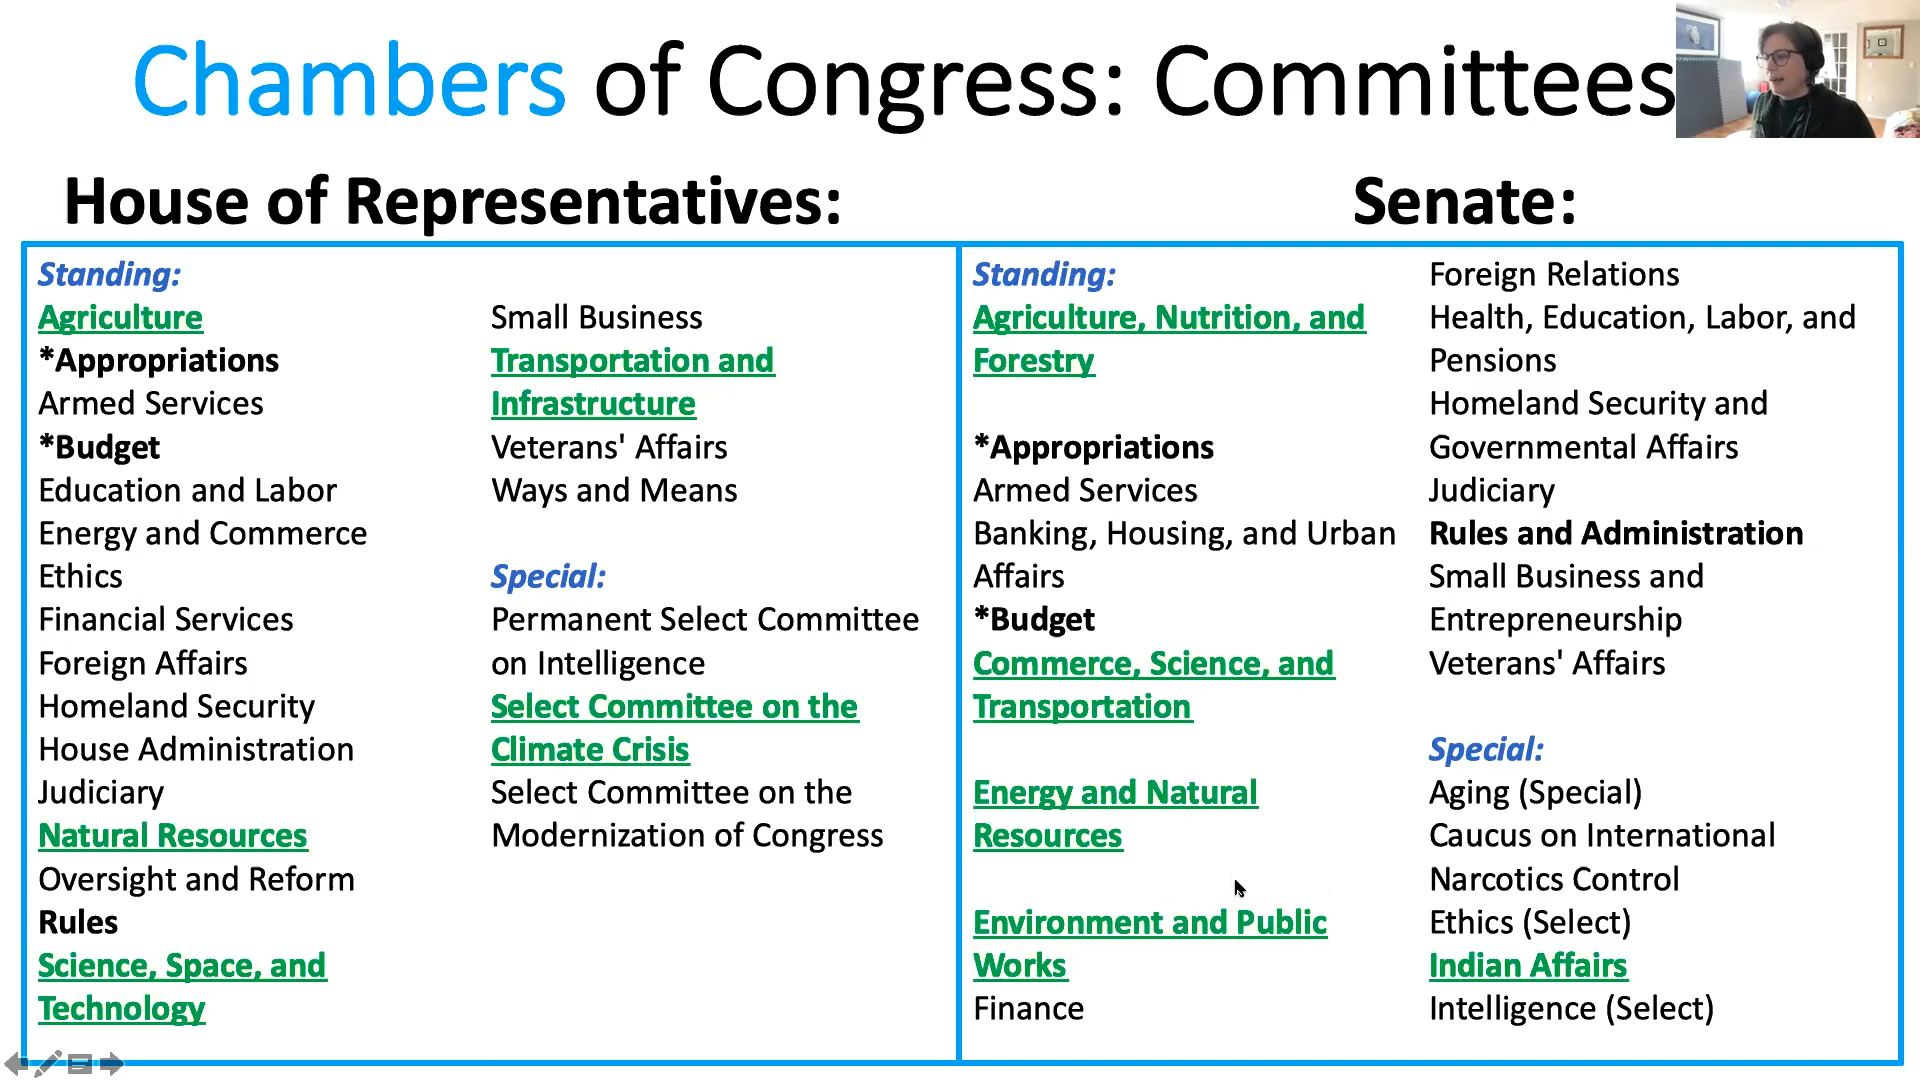 Chambers of Congress: Committees
House of Representatives:
Standing:
Agriculture
*Appropriations
Armed Services
*Budget
Education and Labor
Energy and Commerce
Ethics
Financial Services
Foreign Affairs
Homeland Security
House Administration
Judiciary
Natural Resources
Oversight and Reform
Rules
Science, Space, and
Technology
Small Business
Transportation and
Infrastructure
Veterans' Affairs
Ways and Means
Special:
Permanent Select Committee
on Intelligence
Select Committee on the
Climate Crisis
Select Committee on the
Modernization of Congress
Senate:
Standing:
Agriculture, Nutrition, and
Forestry
*Appropriations
Armed Services
Banking, Housing, and Urban
Affairs
*Budget
Commerce, Science, and
Transportation
Energy and Natural
Resources
Environment and Public
Works
Finance
Foreign Relations
Health, Education, Labor, and
Pensions
Homeland Security and
Governmental Affairs
Judiciary
Rules and Administration
Small Business and
Entrepreneurship
Veterans' Affairs
Special:
Aging (Special)
Caucus on International
Narcotics Control
Ethics (Select)
Indian Affairs
Intelligence (Select)